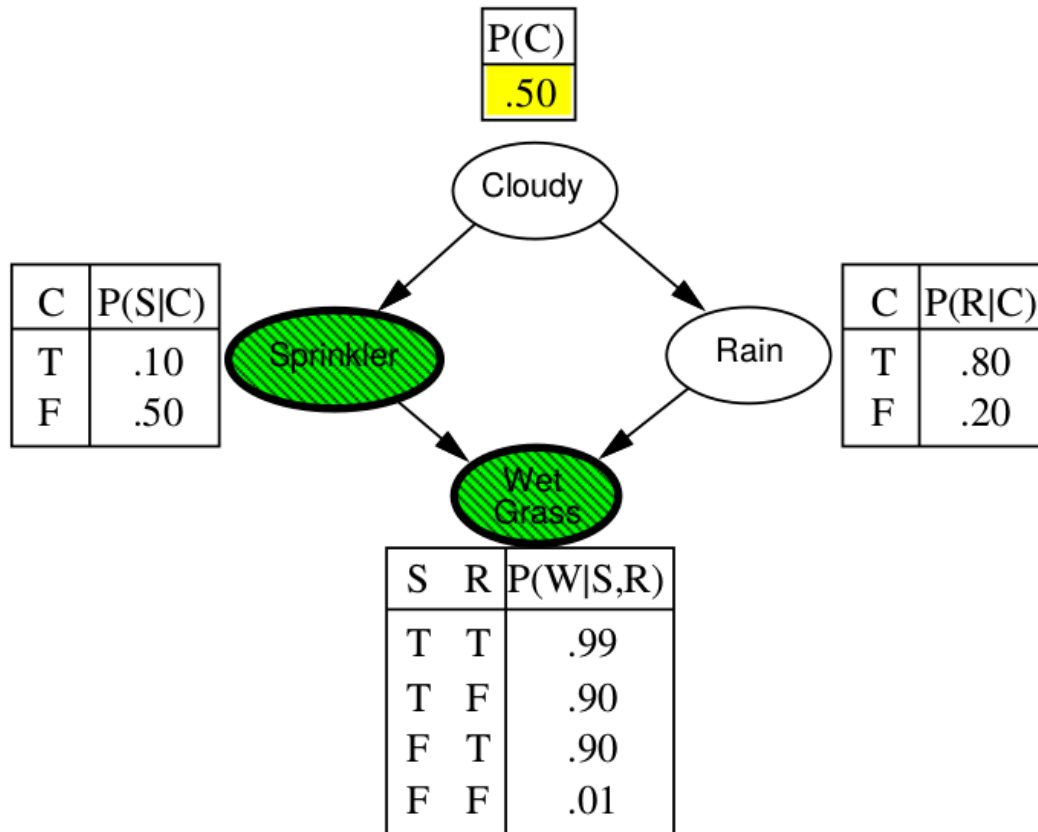 P(C)
.50
Cloudy
C P(S|C)
T .10
F .50
Sprinkler
Rain
C P(R|C)
T .80
F .20
Wet
Grass
S R P(W|S,R)
T T .99
T F .90
F T .90
F F .01